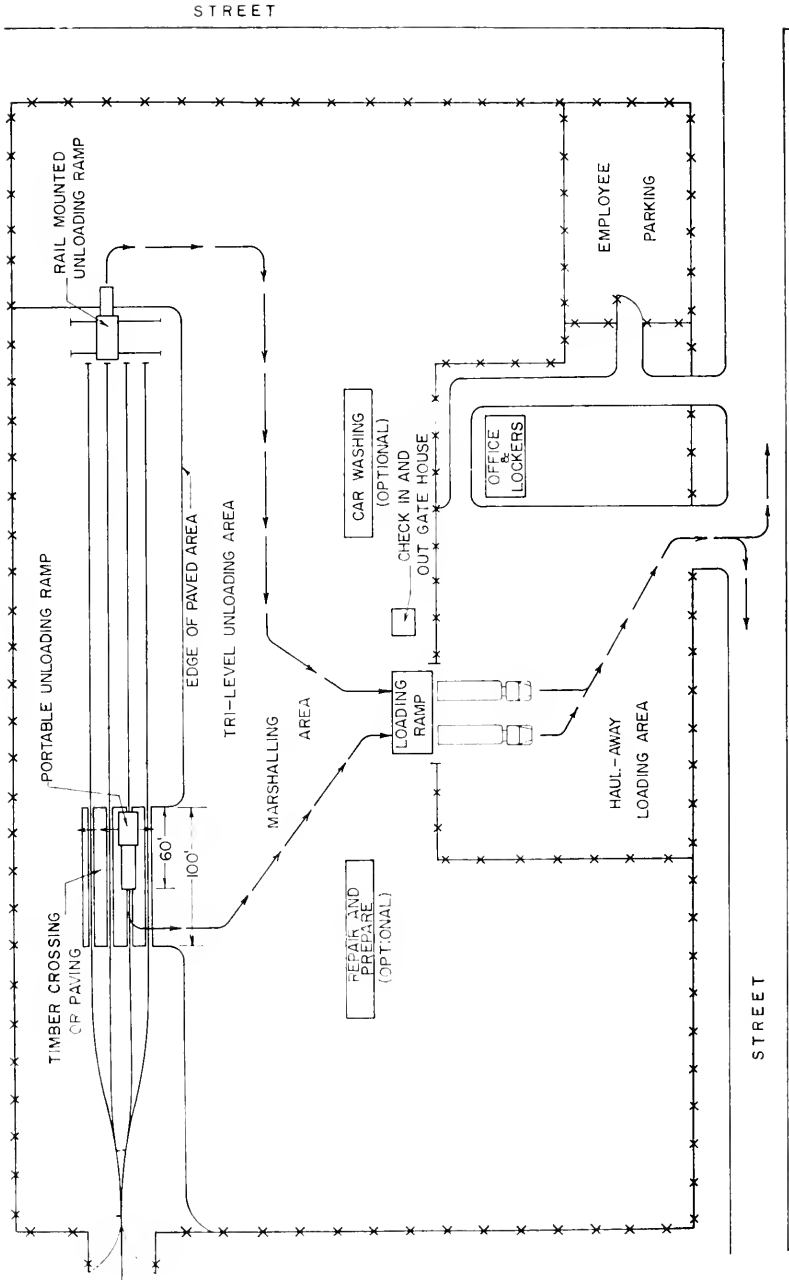 STREET
RAIL MOUNTED
UNLOADING RAMP
PORTABLE UNLOADING RAMP
TIMBER CROSSING
OR PAVING
60'
100'
EDGE OF PAVED AREA
TRI-LEVEL UNLOADING AREA
MARSHALLING
AREA
EMPLOYEE
PARKING
CAR WASHING
(OPTIONAL)
CHECK IN AND
OUT GATE HOUSE
OFFICE
&
LOCKERS
LOADING
RAMP
REPAIR AND
PREPARE
(OPTIONAL)
HAUL-AWAY
LOADING AREA
STREET